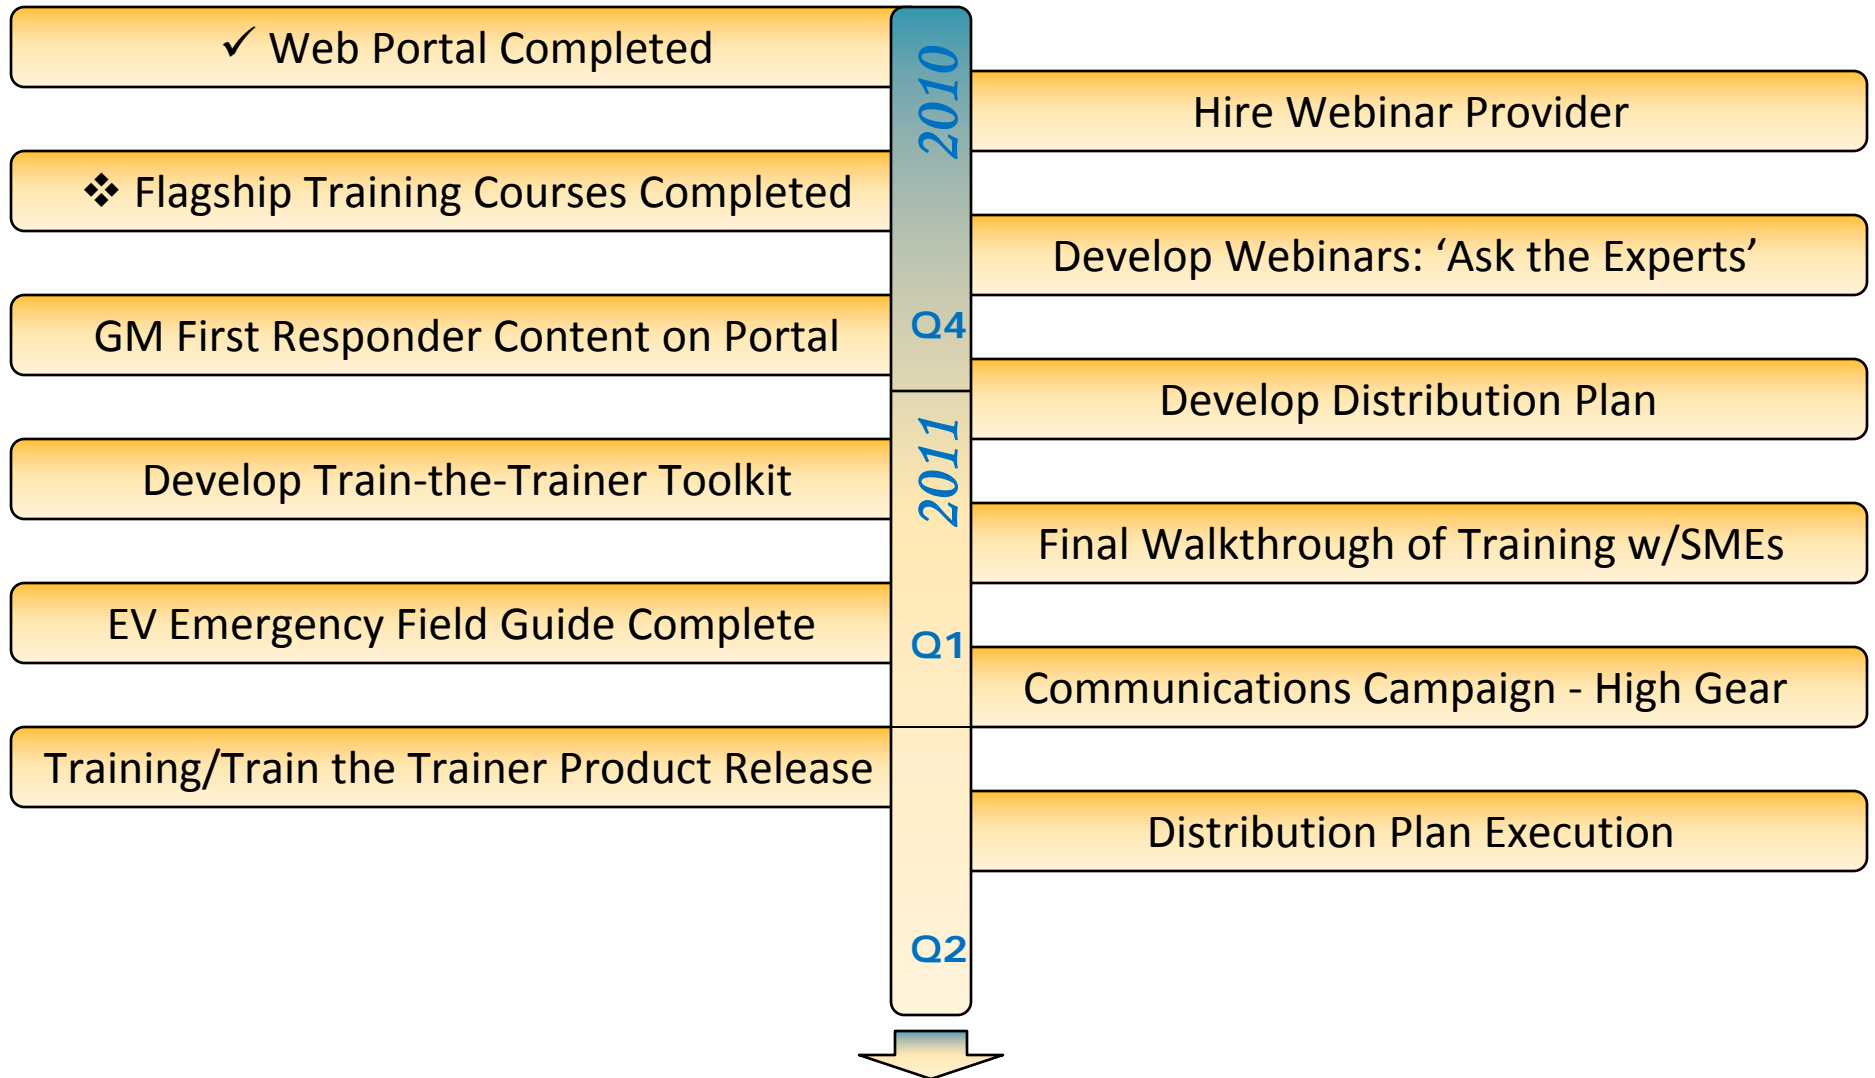 ✓ Web Portal Completed
2010
Hire Webinar Provider
❖ Flagship Training Courses Completed
Develop Webinars: ‘Ask the Experts’
GM First Responder Content on Portal
Q4
Develop Distribution Plan
2011
Develop Train-the-Trainer Toolkit
Final Walkthrough of Training w/SMEs
EV Emergency Field Guide Complete
Q1
Communications Campaign - High Gear
Training/Train the Trainer Product Release
Distribution Plan Execution
Q2